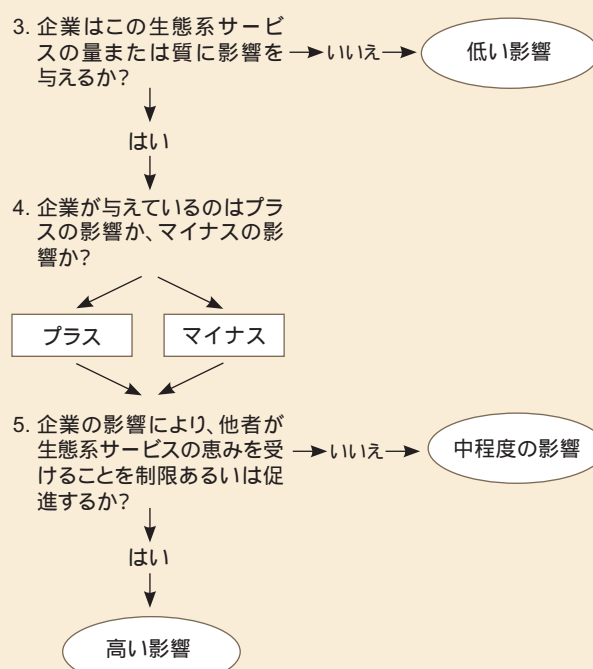 3. 企業はこの生態系サービ
スの量または質に影響を
与えるか?
いいえ
低い影響
はい
4. 企業が与えているのはプラ
スの影響か、マイナスの影
響か?
プラス
マイナス
5. 企業の影響により、他者が
生態系サービスの恵みを受
けることを制限あるいは促
進するか?
いいえ
中程度の影響
はい
高い影響